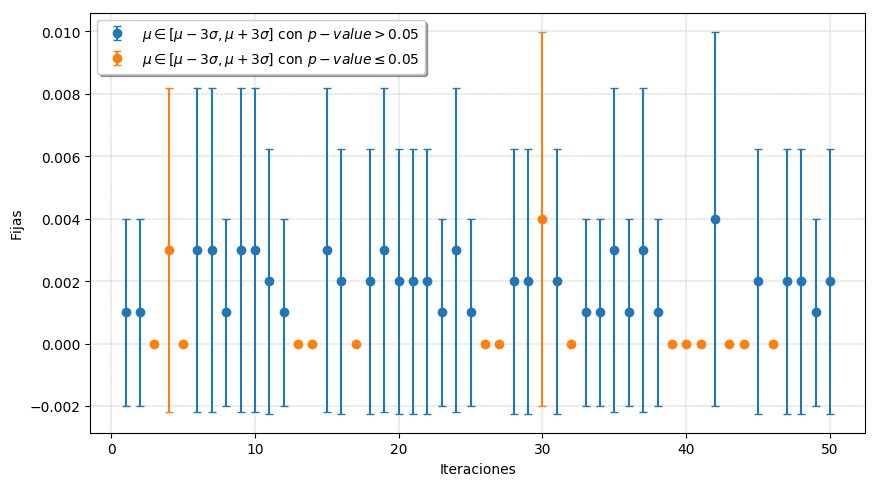 μ ∈ [μ − 3σ, μ + 3σ] con p − value > 0.05
μ ∈ [μ − 3σ, μ + 3σ] con p − value ≤ 0.05
0.010
0.008
0.006
0.004
0.002
0.000
−0.002
Fijas
0 10 20 30 40 50
Iteraciones